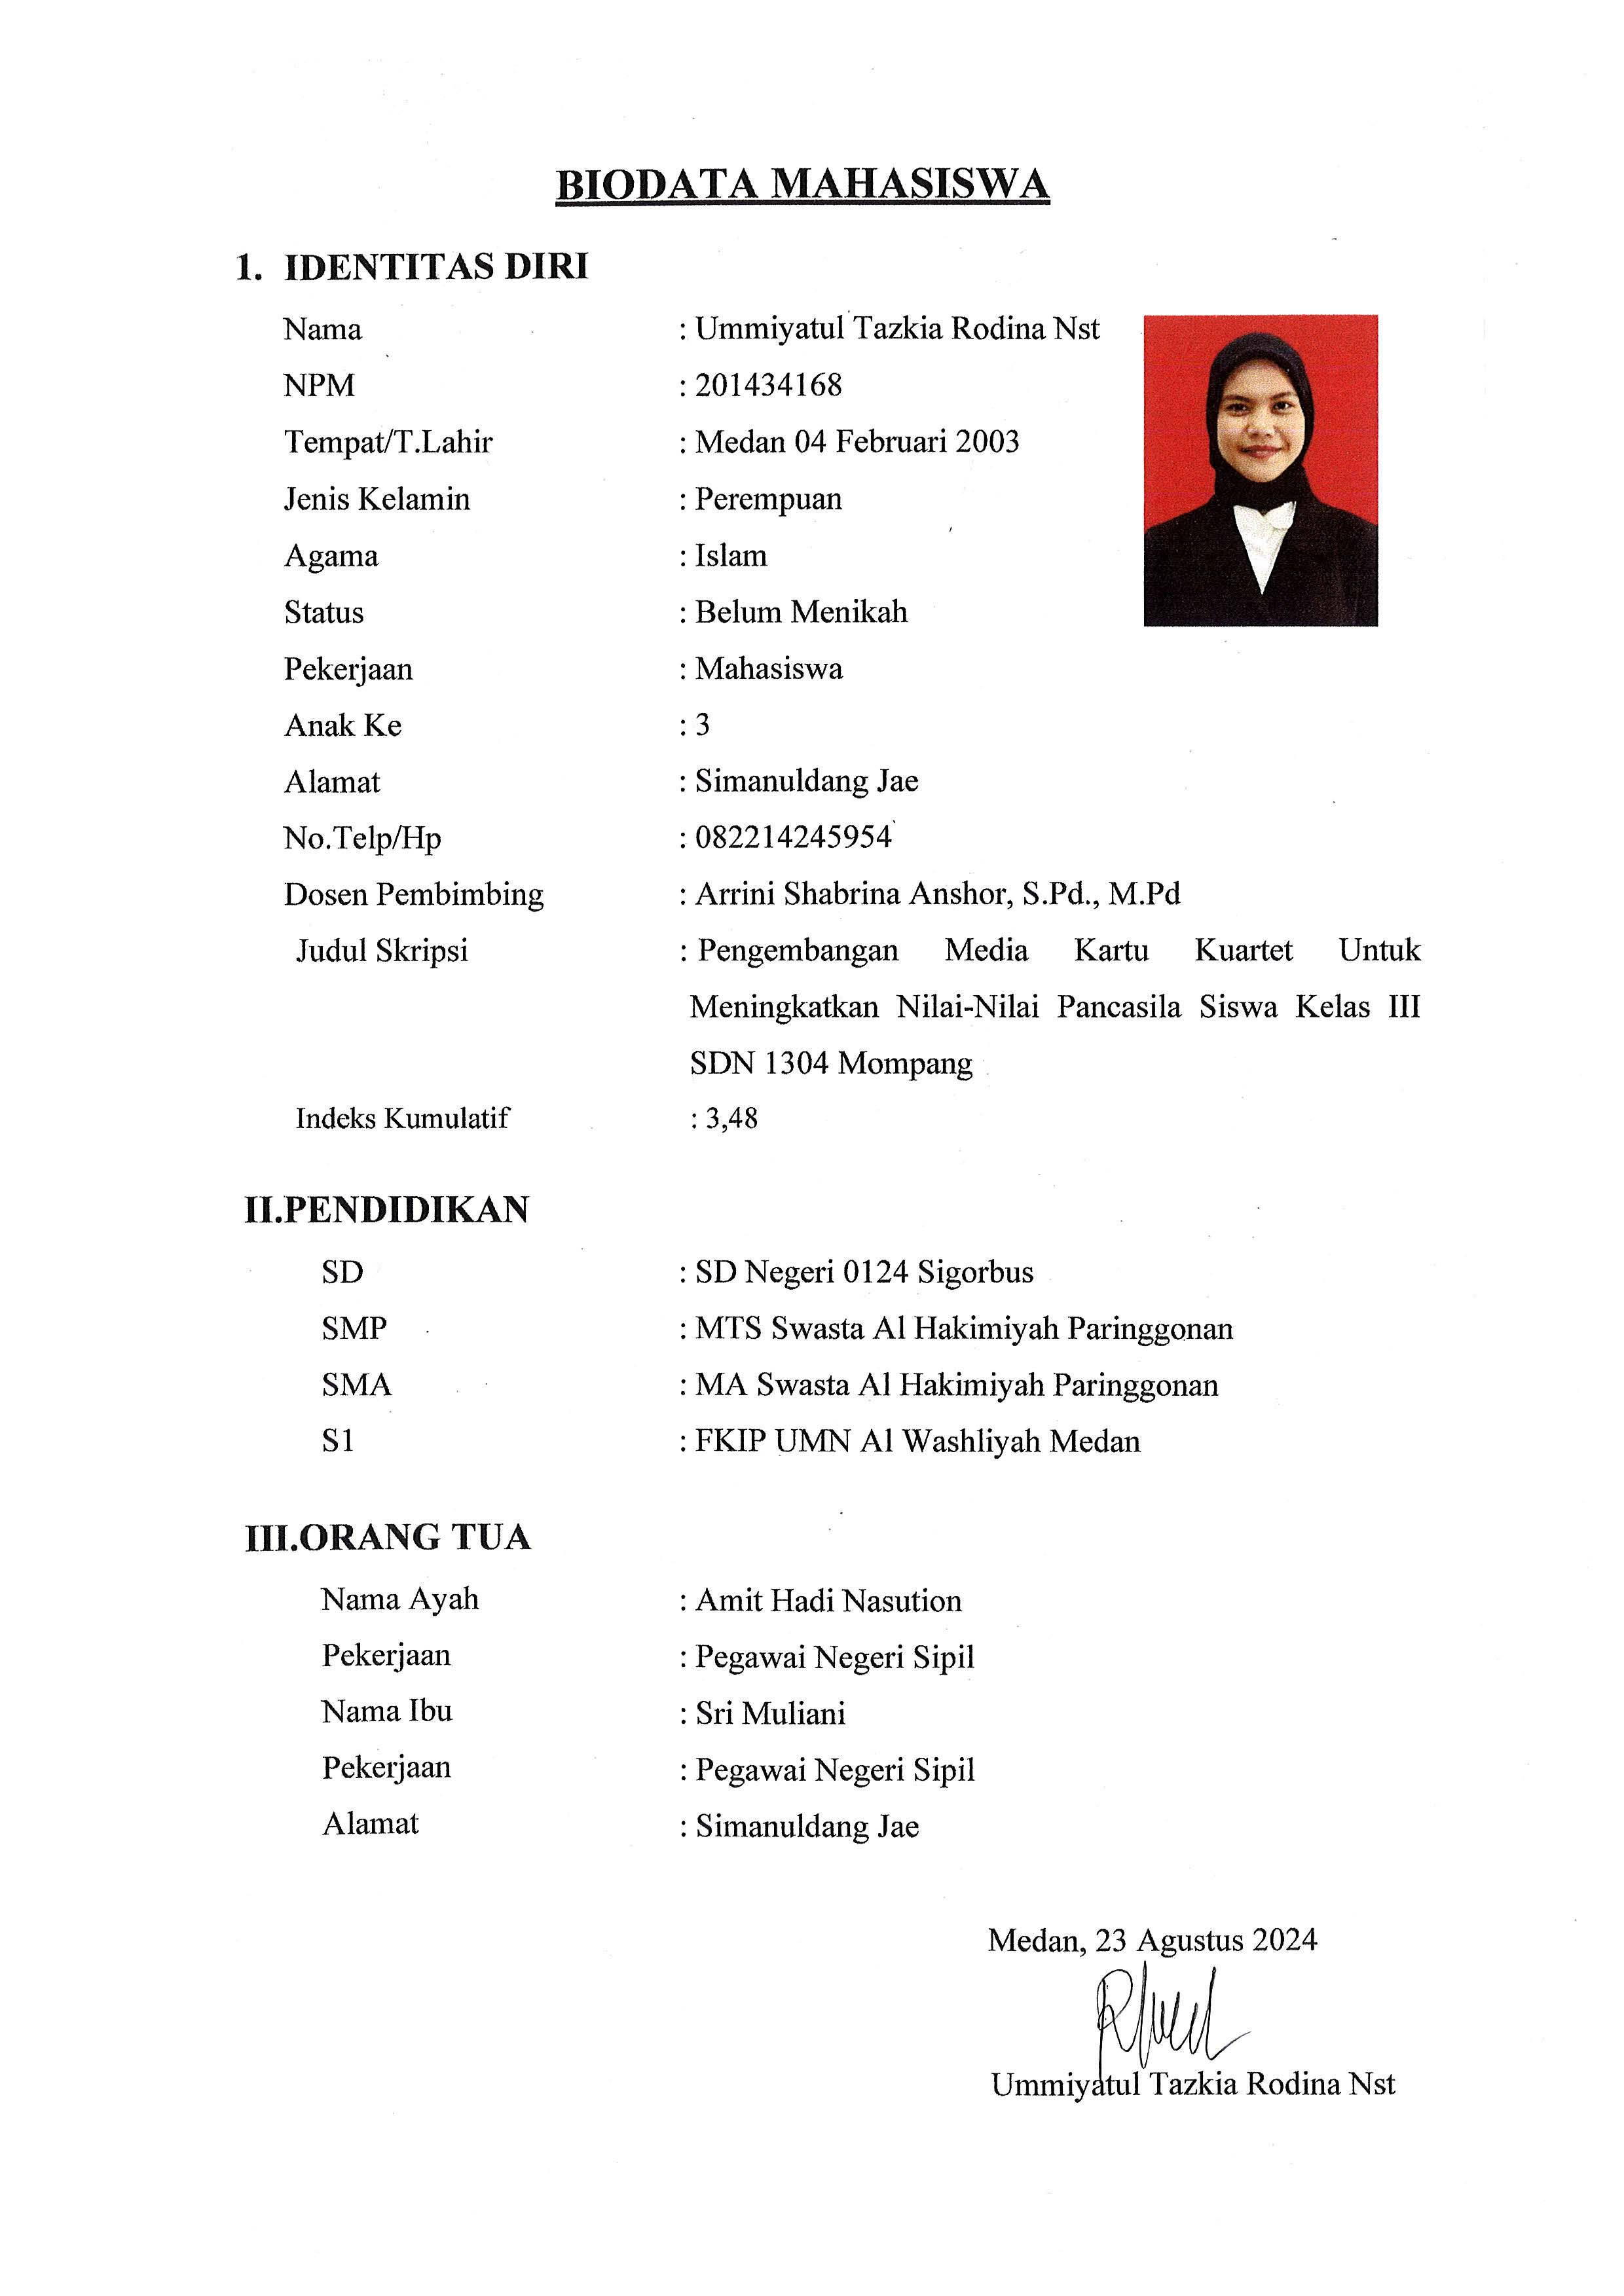 BIODATA MAHASISWA
1. IDENTITAS DIRI
Nama : Ummiyatul Tazkia Rodina Nst
NPM : 201434168
Tempat/T.Lahir : Medan 04 Februari 2003
Jenis Kelamin : Perempuan
Agama : Islam
Status : Belum Menikah
Pekerjaan : Mahasiswa
Anak Ke : 3
Alamat : Simanuldang Jae
No.Telp/Hp : 082214245954
Dosen Pembimbing : Arrini Shabrina Anshor, S.Pd., M.Pd
Judul Skripsi : Pengembangan Media Kartu Kuartet Untuk
Meningkatkan Nilai-Nilai Pancasila Siswa Kelas III
SDN 1304 Mompang
Indeks Kumulatif : 3,48
II.PENDIDIKAN
SD : SD Negeri 0124 Sigorbus
SMP : MTS Swasta Al Hakimiyah Paringgonan
SMA : MA Swasta Al Hakimiyah Paringgonan
S1 : FKIP UMN Al Washliyah Medan
III.ORANG TUA
Nama Ayah : Amit Hadi Nasution
Pekerjaan : Pegawai Negeri Sipil
Nama Ibu : Sri Muliani
Pekerjaan : Pegawai Negeri Sipil
Alamat : Simanuldang Jae
Medan, 23 Agustus 2024
Ummiyatul Tazkia Rodina Nst